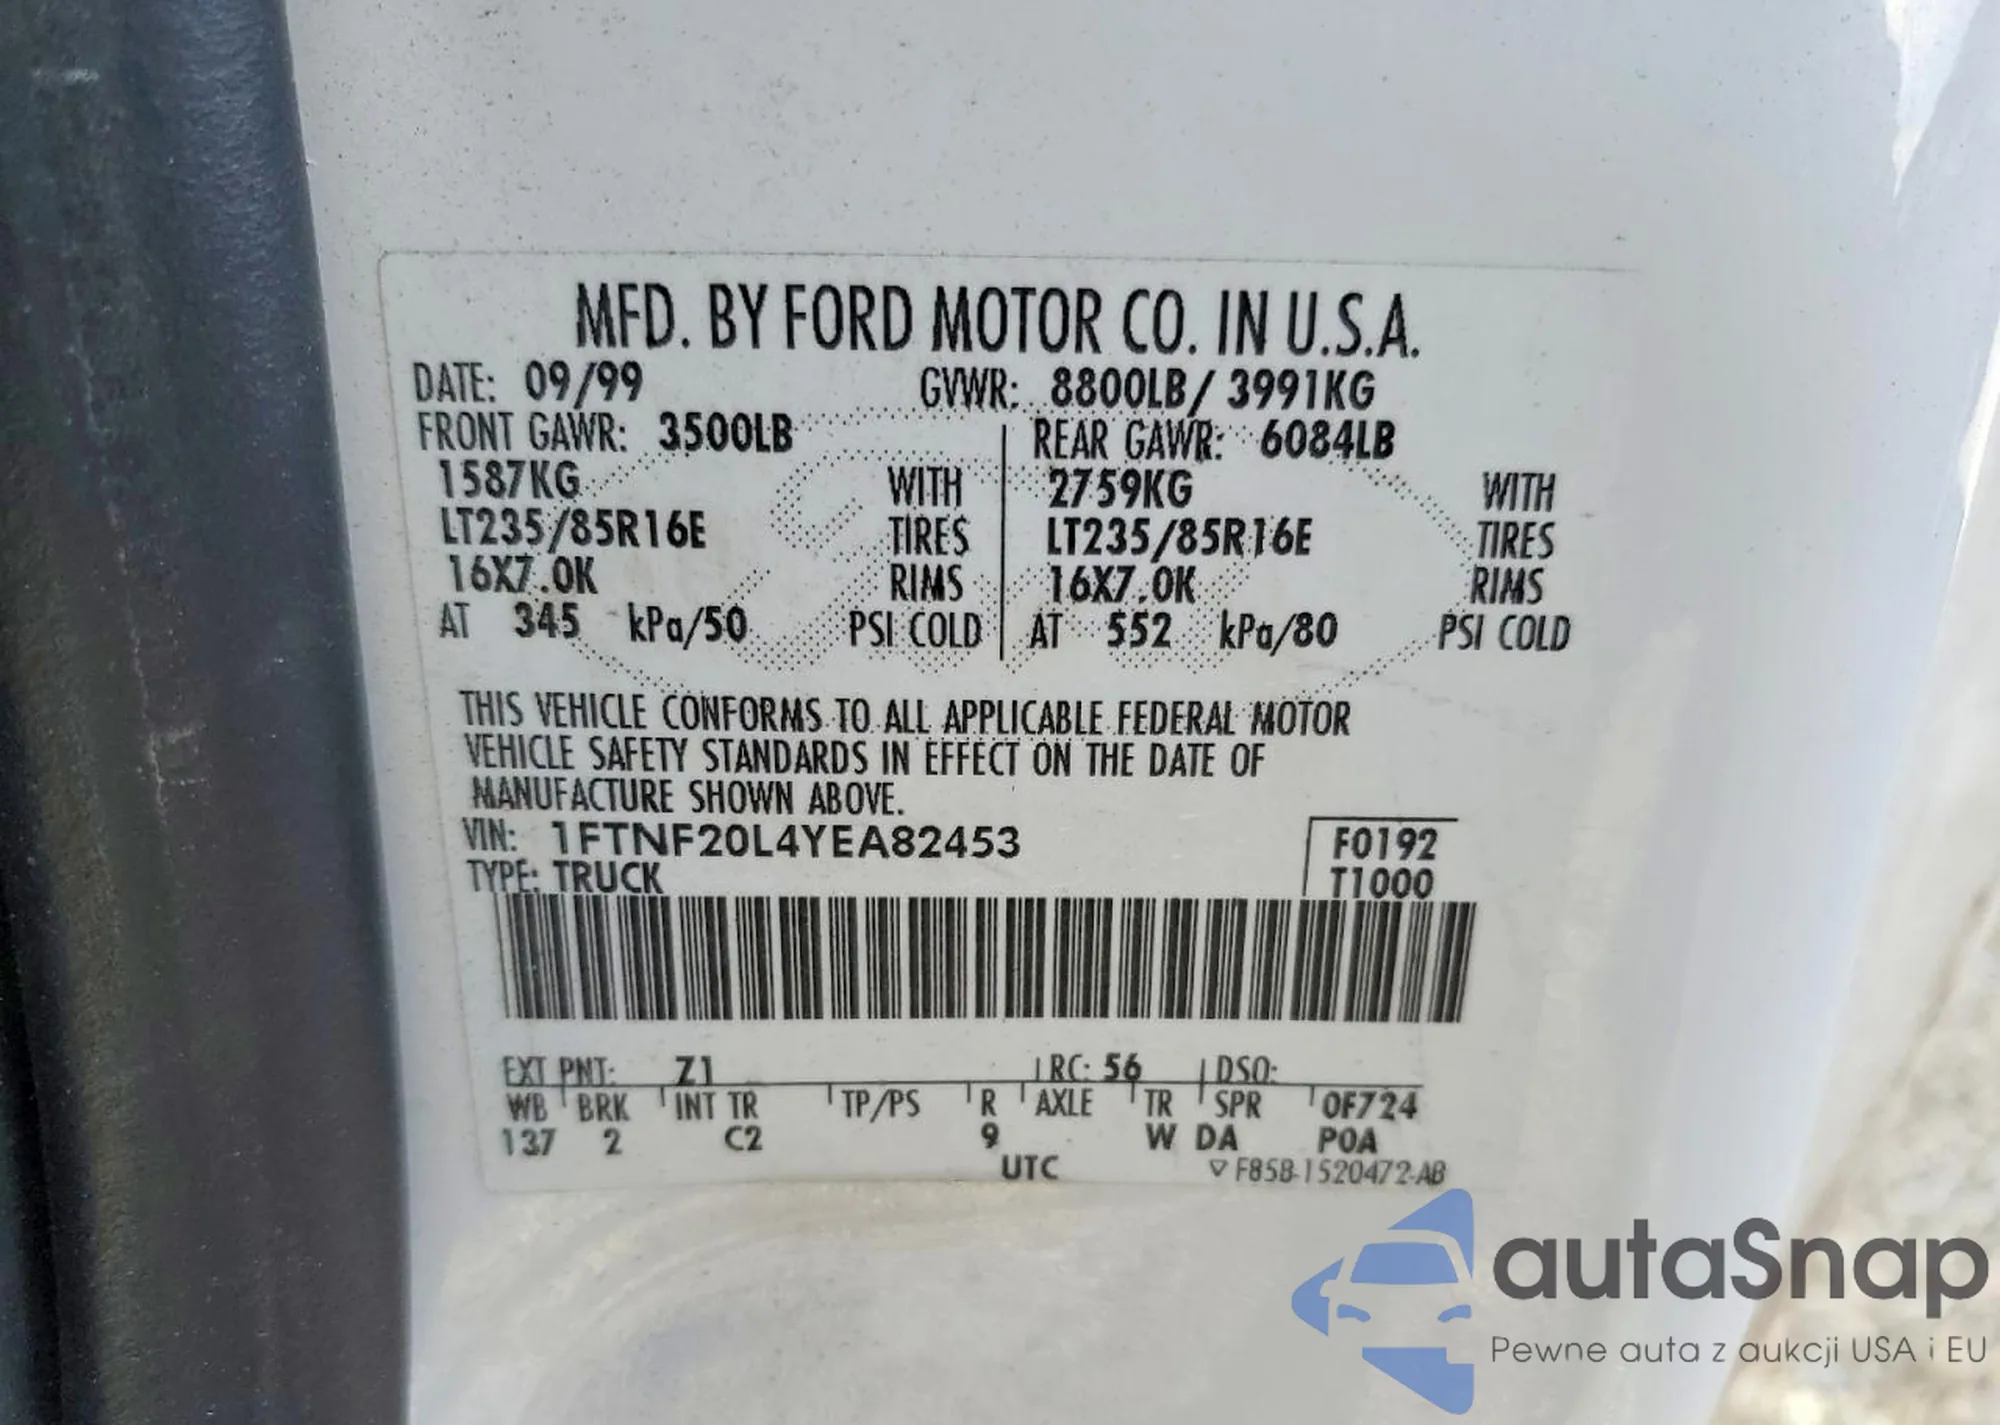 MFD. BY FORD MOTOR CO. IN U.S.A.
DATE: 09/99 GVWR: 8800LB/ 3991KG
FRONT GAWR: 3500LB REAR GAWR: 6084LB
1587KG WITH 2759KG WITH
LT235/85R16E TIRES LT235/85R16E TIRES
16X7.0K RIMS 16X7.0K RIMS
AT 345 kPa/50 PSI COLD AT 552 kPa/80 PSI COLD
THIS VEHICLE CONFORMS TO ALL APPLICABLE FEDERAL MOTOR
VEHICLE SAFETY STANDARDS IN EFFECT ON THE DATE OF
MANUFACTURE SHOWN ABOVE.
VIN: 1FTNF20L4YEA82453 F0192
TYPE: TRUCK T1000
EXT PNT: Z1 RC: 56 DSO:
WB BRK INT TR TP/PS R AXLE TR SPR 0F724
137 2 C2 9 W DA P0A
UTC F85B-1520472-AB
autaSnap
Pewne auta z aukcji USA i EU